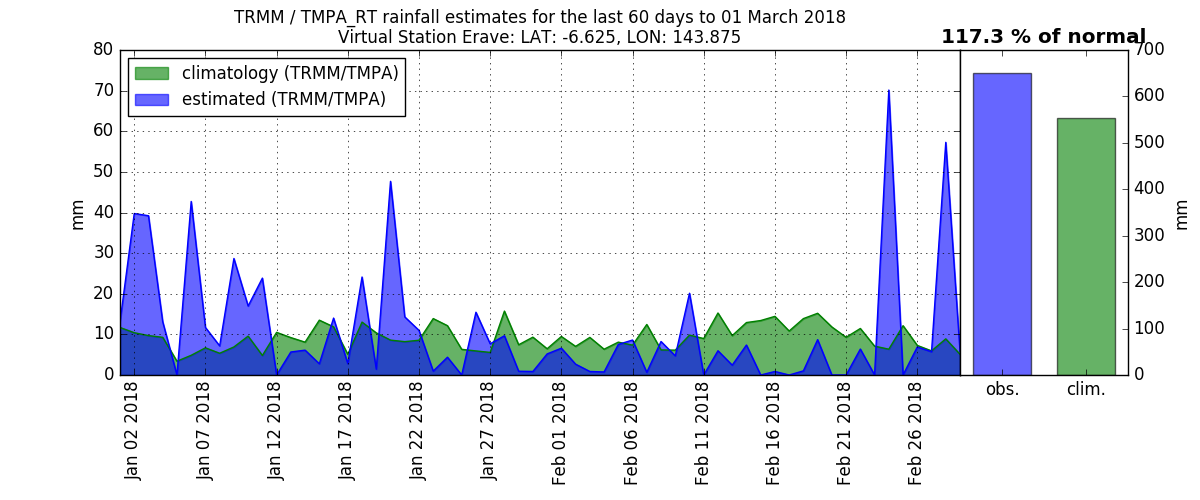 TRMM / TMPA_RT rainfall estimates for the last 60 days to 01 March 2018
Virtual Station Erave: LAT: -6.625, LON: 143.875
117.3 % of normal
climatology (TRMM/TMPA)
estimated (TRMM/TMPA)
80
70
60
50
40
30
20
10
0
mm
Jan 02 2018
Jan 07 2018
Jan 12 2018
Jan 17 2018
Jan 22 2018
Jan 27 2018
Feb 01 2018
Feb 06 2018
Feb 11 2018
Feb 16 2018
Feb 21 2018
Feb 26 2018
obs.
clim.
700
600
500
400
300
200
100
0
mm